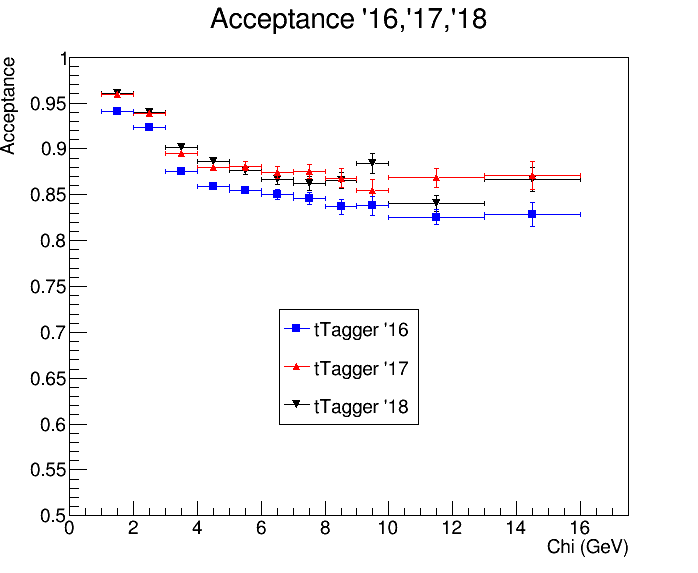 Acceptance '16,'17,'18
Acceptance
1
0.95
0.9
0.85
0.8
0.75
0.7
0.65
0.6
0.55
0.5
tTagger '16
tTagger '17
tTagger '18
0 2 4 6 8 10 12 14 16
Chi (GeV)